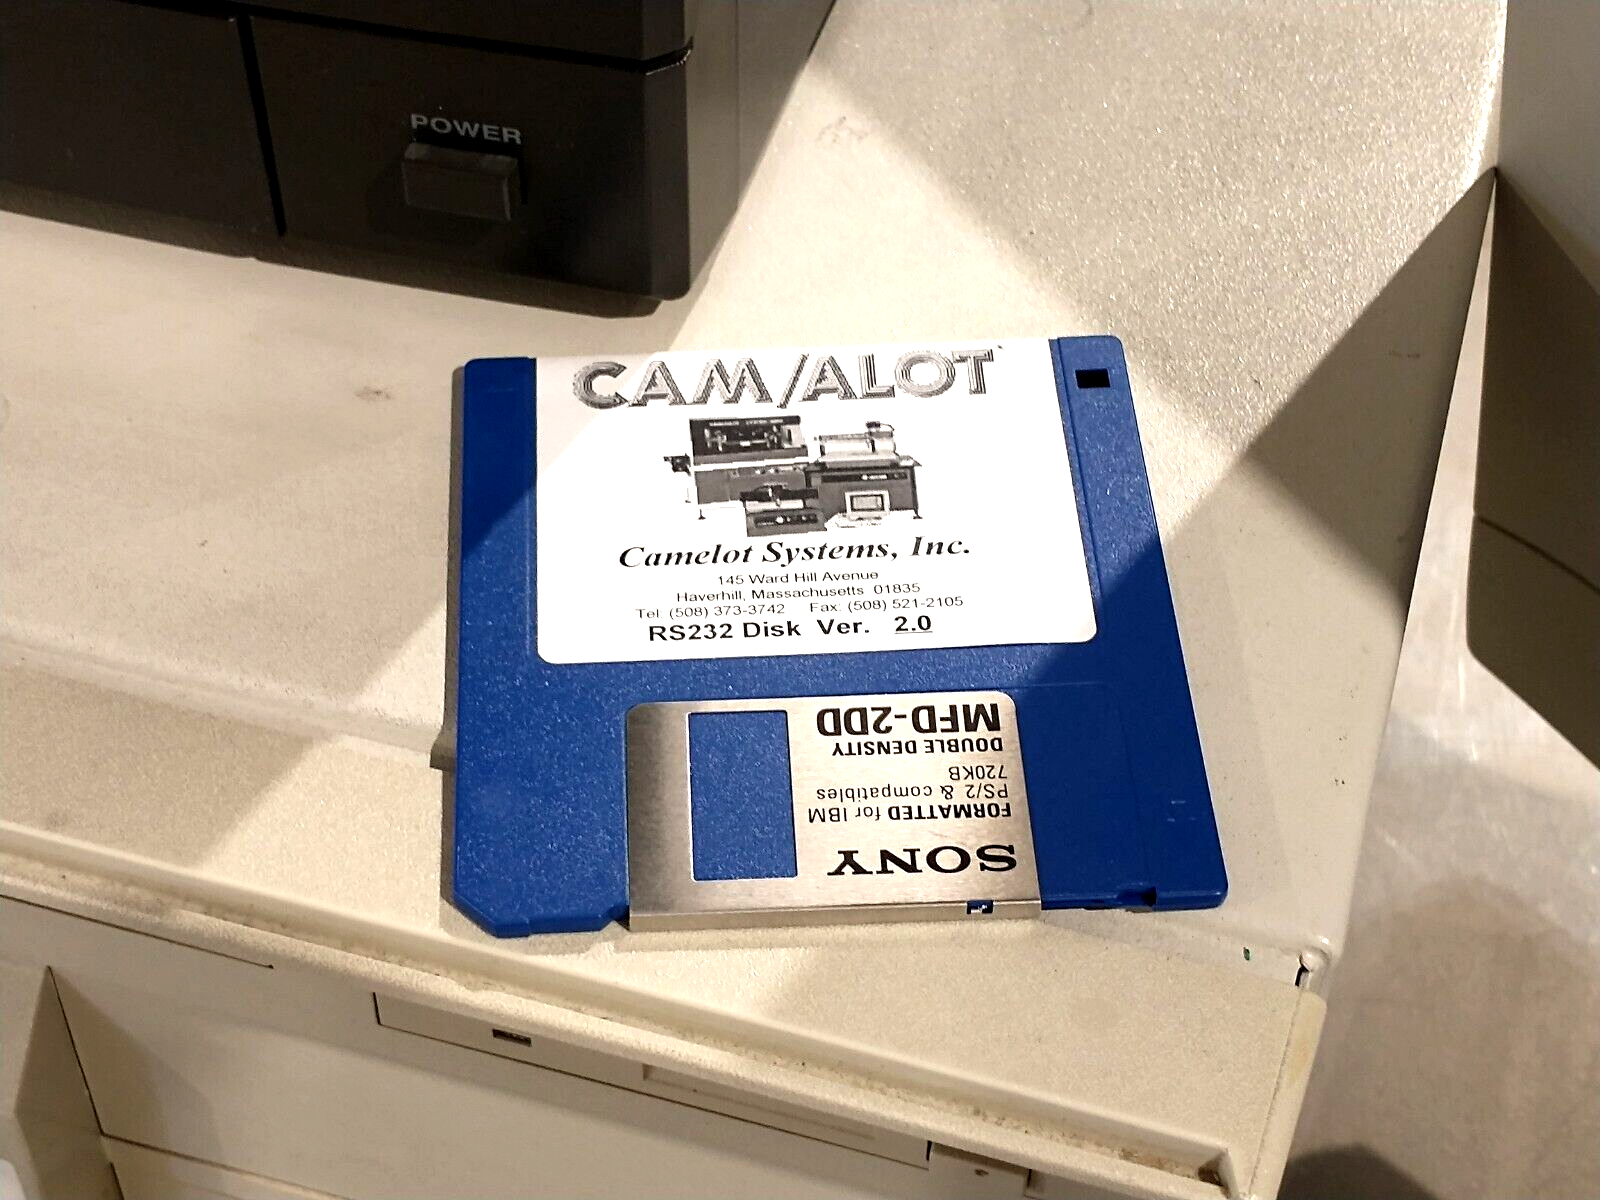 POWER
CAM/ALOT
Camelot Systems, Inc.
145 Ward Hill Avenue
Haverhill, Massachusetts 01835
Tel. (508) 373-3742 Fax. (508) 521-2105
RS232 Disk Ver. 2.0
SONY
FORMATTED for IBM
PS/2 & compatibles
720KB
DOUBLE DENSITY
MFD-2DD